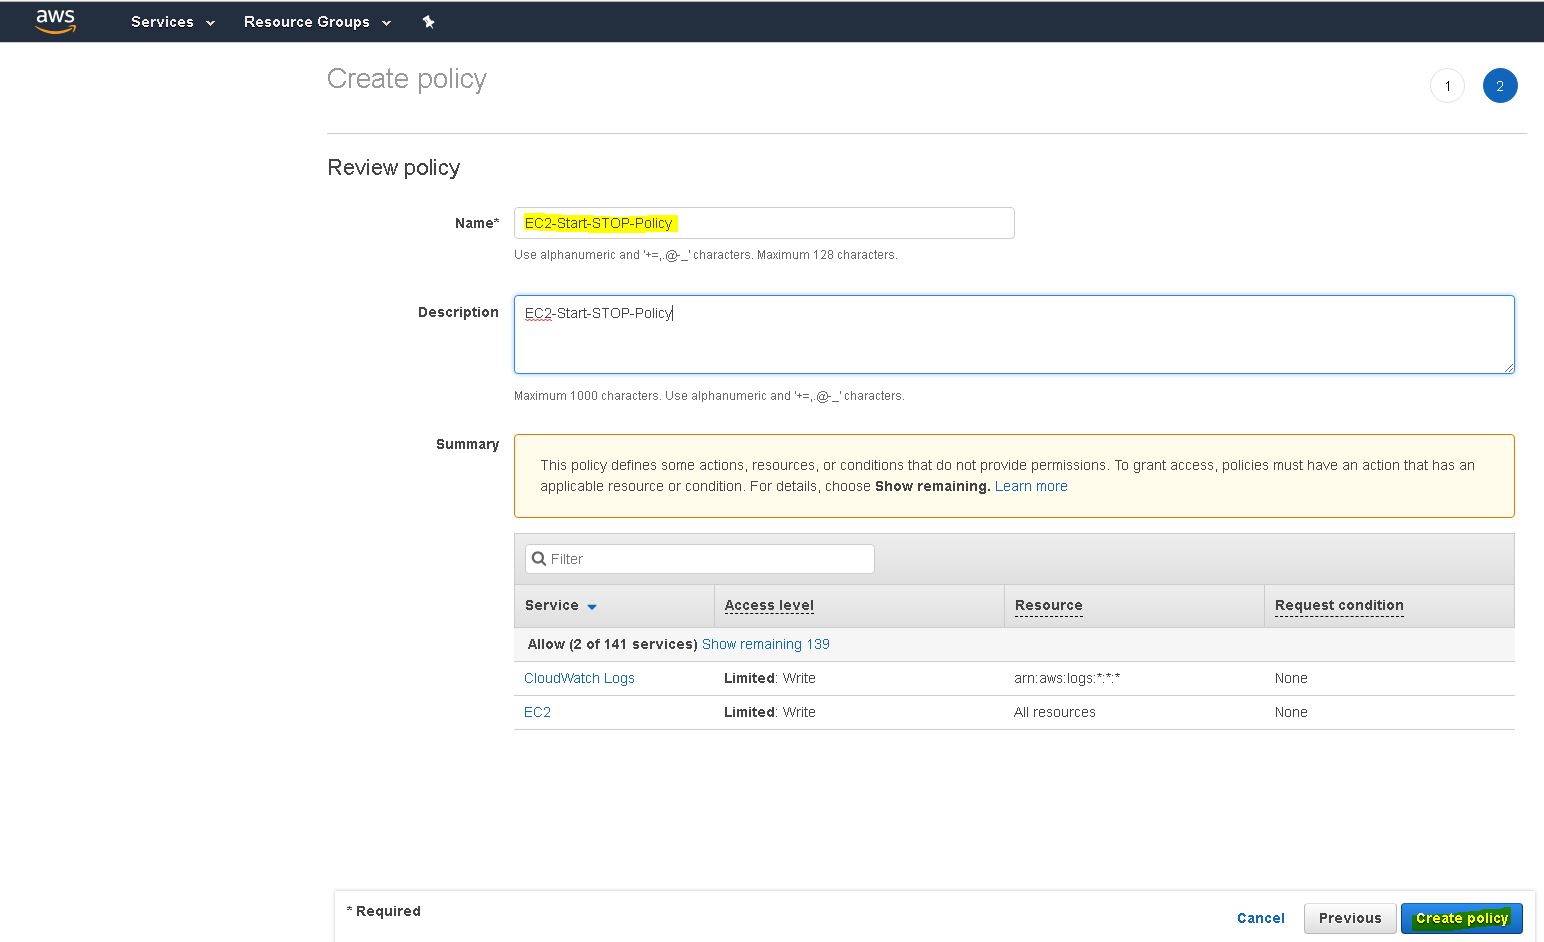 aws Services Resource Groups
Create policy
1 2
Review policy
Name* EC2-Start-STOP-Policy
Use alphanumeric and '+=,.@-_' characters. Maximum 128 characters.
Description EC2-Start-STOP-Policy
Maximum 1000 characters. Use alphanumeric and '+=,.@-_' characters.
Summary
This policy defines some actions, resources, or conditions that do not provide permissions. To grant access, policies must have an action that has an
applicable resource or condition. For details, choose Show remaining. Learn more
Filter
Service Access level Resource Request condition
Allow (2 of 141 services) Show remaining 139
CloudWatch Logs Limited: Write arn:aws:logs:*:*:* None
EC2 Limited: Write All resources None
* Required Cancel Previous Create policy